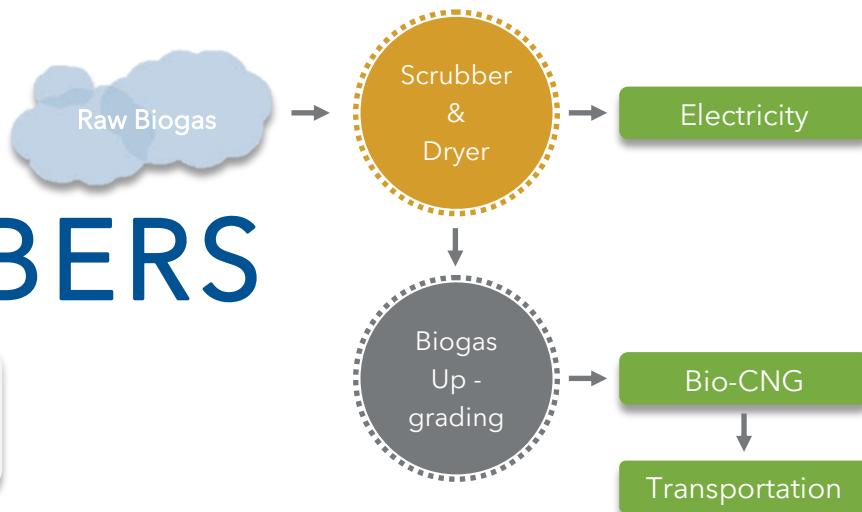 Raw Biogas
Scrubber
&
Dryer
Electricity
BERS
Biogas
Up -
grading
Bio-CNG
Transportation